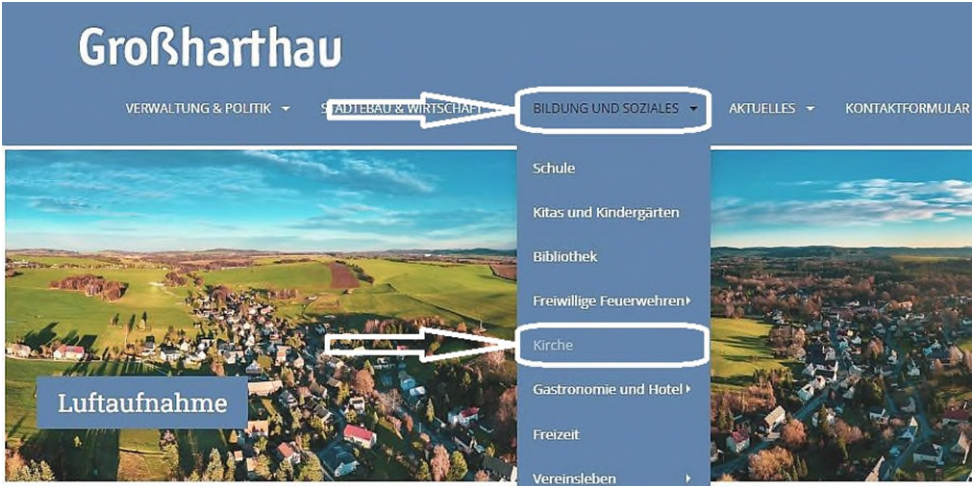 Großharthau
VERWALTUNG & POLITIK STÄDTEBAU & WIRTSCHAFT BILDUNG UND SOZIALES AKTUELLES KONTAKTFORMULAR
Schule
Kitas und Kindergärten
Bibliothek
Freiwillige Feuerwehren
Kirche
Gastronomie und Hotel
Luftaufnahme
Freizeit
Vereinsleben